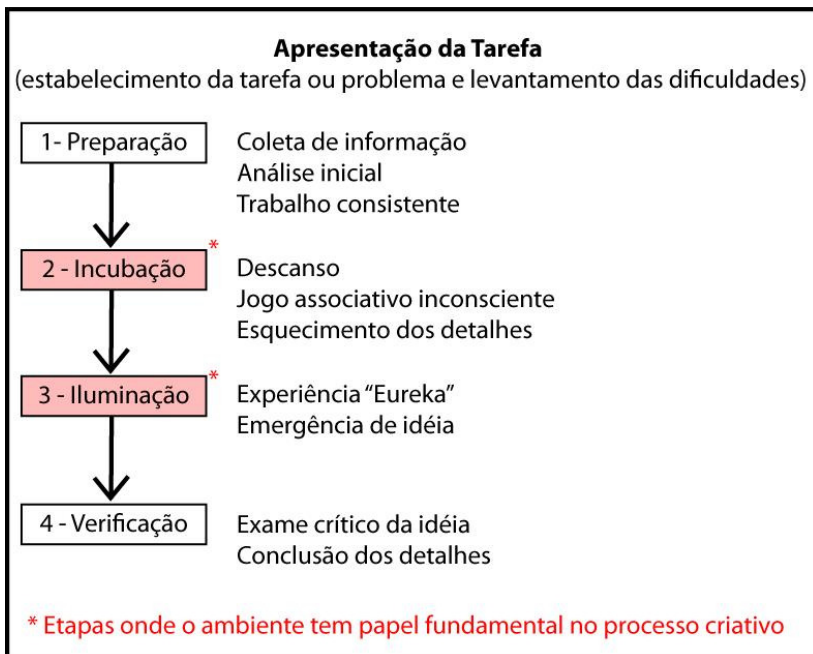 Apresentação da Tarefa
(estabelecimento da tarefa ou problema e levantamento das dificuldades)
1- Preparação
Coleta de informação
Análise inicial
Trabalho consistente
*
2 - Incubação
Descanso
Jogo associativo inconsciente
Esquecimento dos detalhes
*
3 - Iluminação
Experiência “Eureka”
Emergência de idéia
4 - Verificação
Exame crítico da idéia
Conclusão dos detalhes
* Etapas onde o ambiente tem papel fundamental no processo criativo